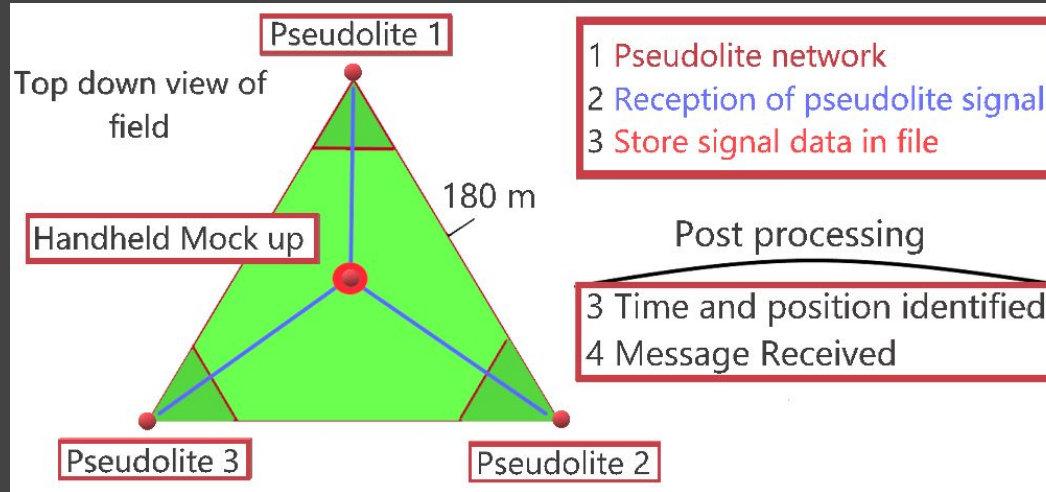 Pseudolite 1
Top down view of
field
180 m
Handheld Mock up
Pseudolite 3
Pseudolite 2
1 Pseudolite network
2 Reception of pseudolite signal
3 Store signal data in file
Post processing
3 Time and position identified
4 Message Received